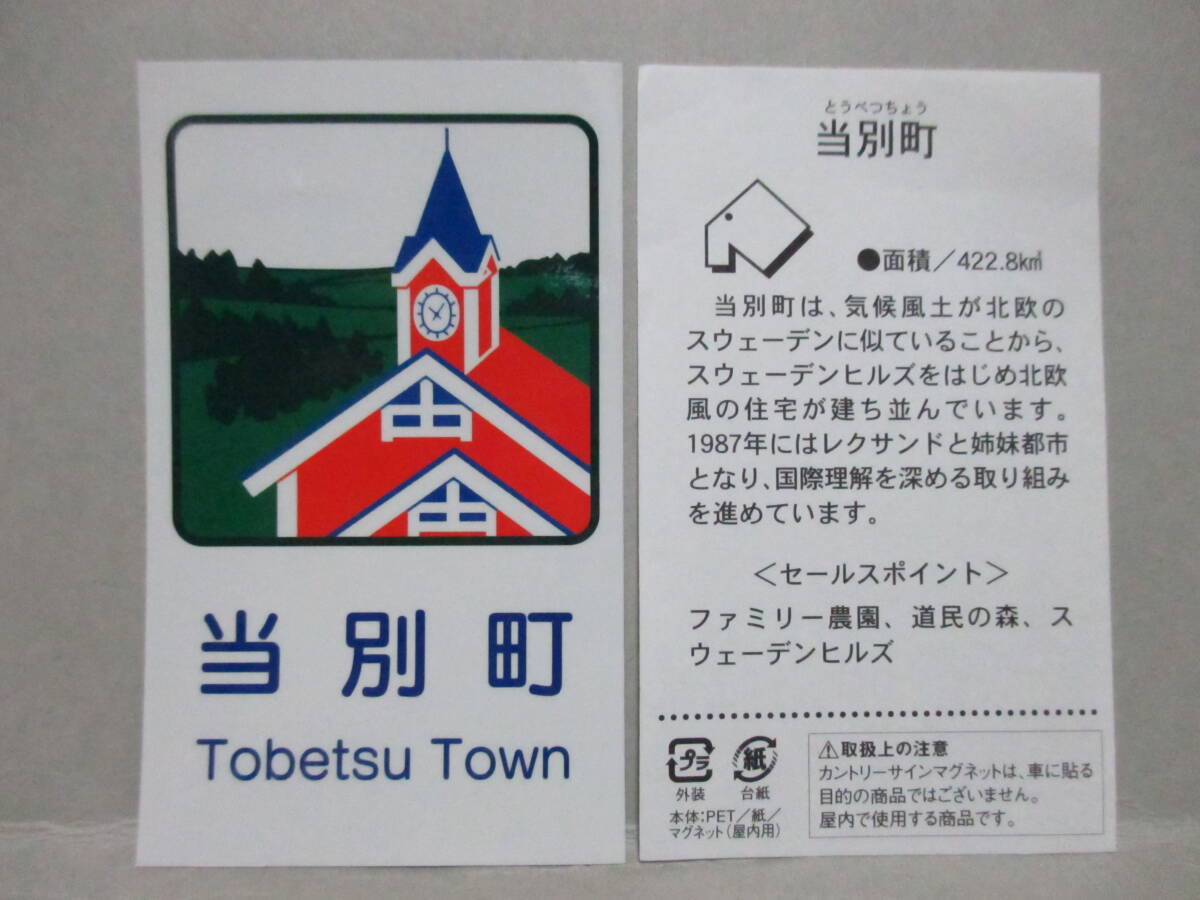 当別町
Tobetsu Town
とうべつちょう
当別町
●面積／422.8k㎡
当別町は、気候風土が北欧の
スウェーデンに似ていることから、
スウェーデンヒルズをはじめ北欧
風の住宅が建ち並んでいます。
1987年にはレクサンドと姉妹都市
となり、国際理解を深める取り組み
を進めています。
＜セールスポイント＞
ファミリー農園、道民の森、ス
ウェーデンヒルズ
プラ
外装
紙
台紙
本体：PET／紙／
マグネット（屋内用）
⚠取扱上の注意
カントリーサインマグネットは、車に貼る
目的の商品ではございません。
屋内で使用する商品です。